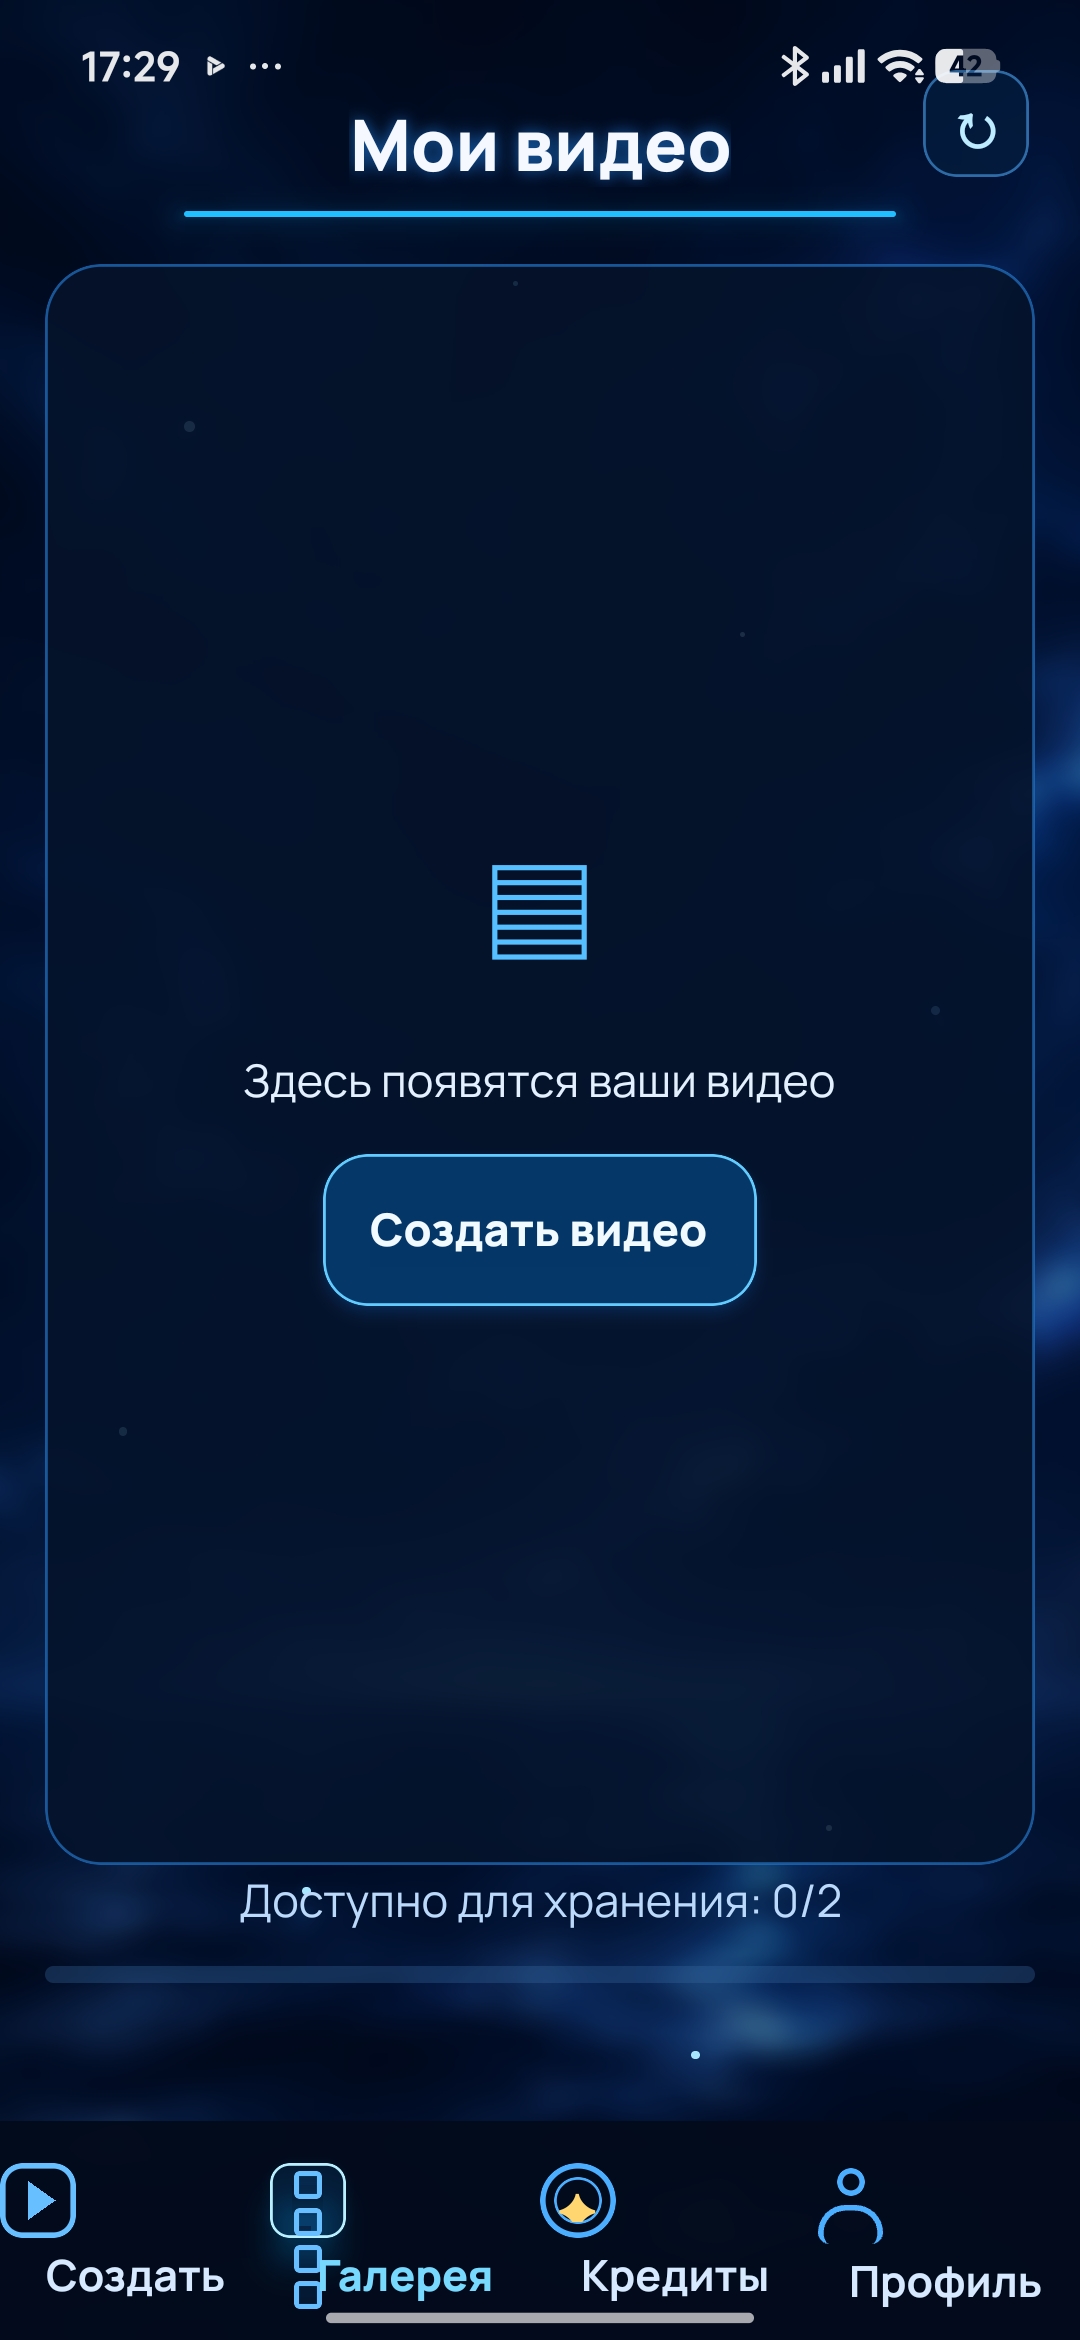 17:29
42
Мои видео
Здесь появятся ваши видео
Создать видео
Доступно для хранения: 0/2
Создать
Галерея
Кредиты
Профиль